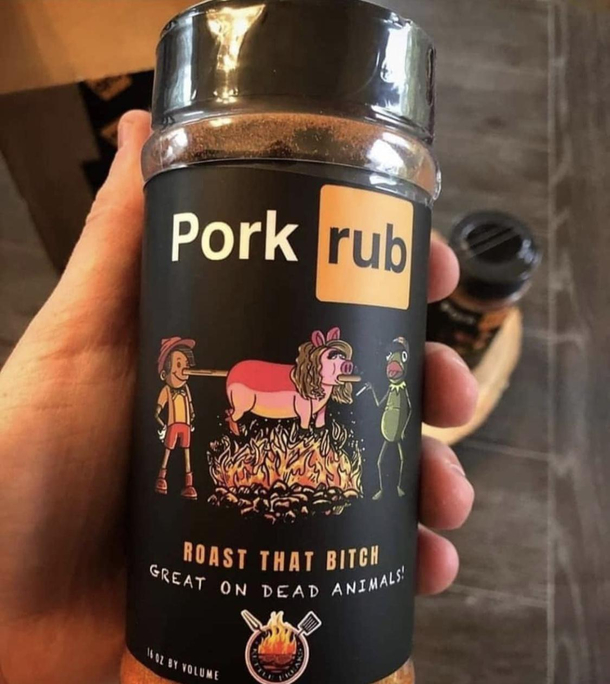 Pork rub
ROAST THAT BITCH
GREAT ON DEAD ANIMALS!
16 OZ BY VOLUME